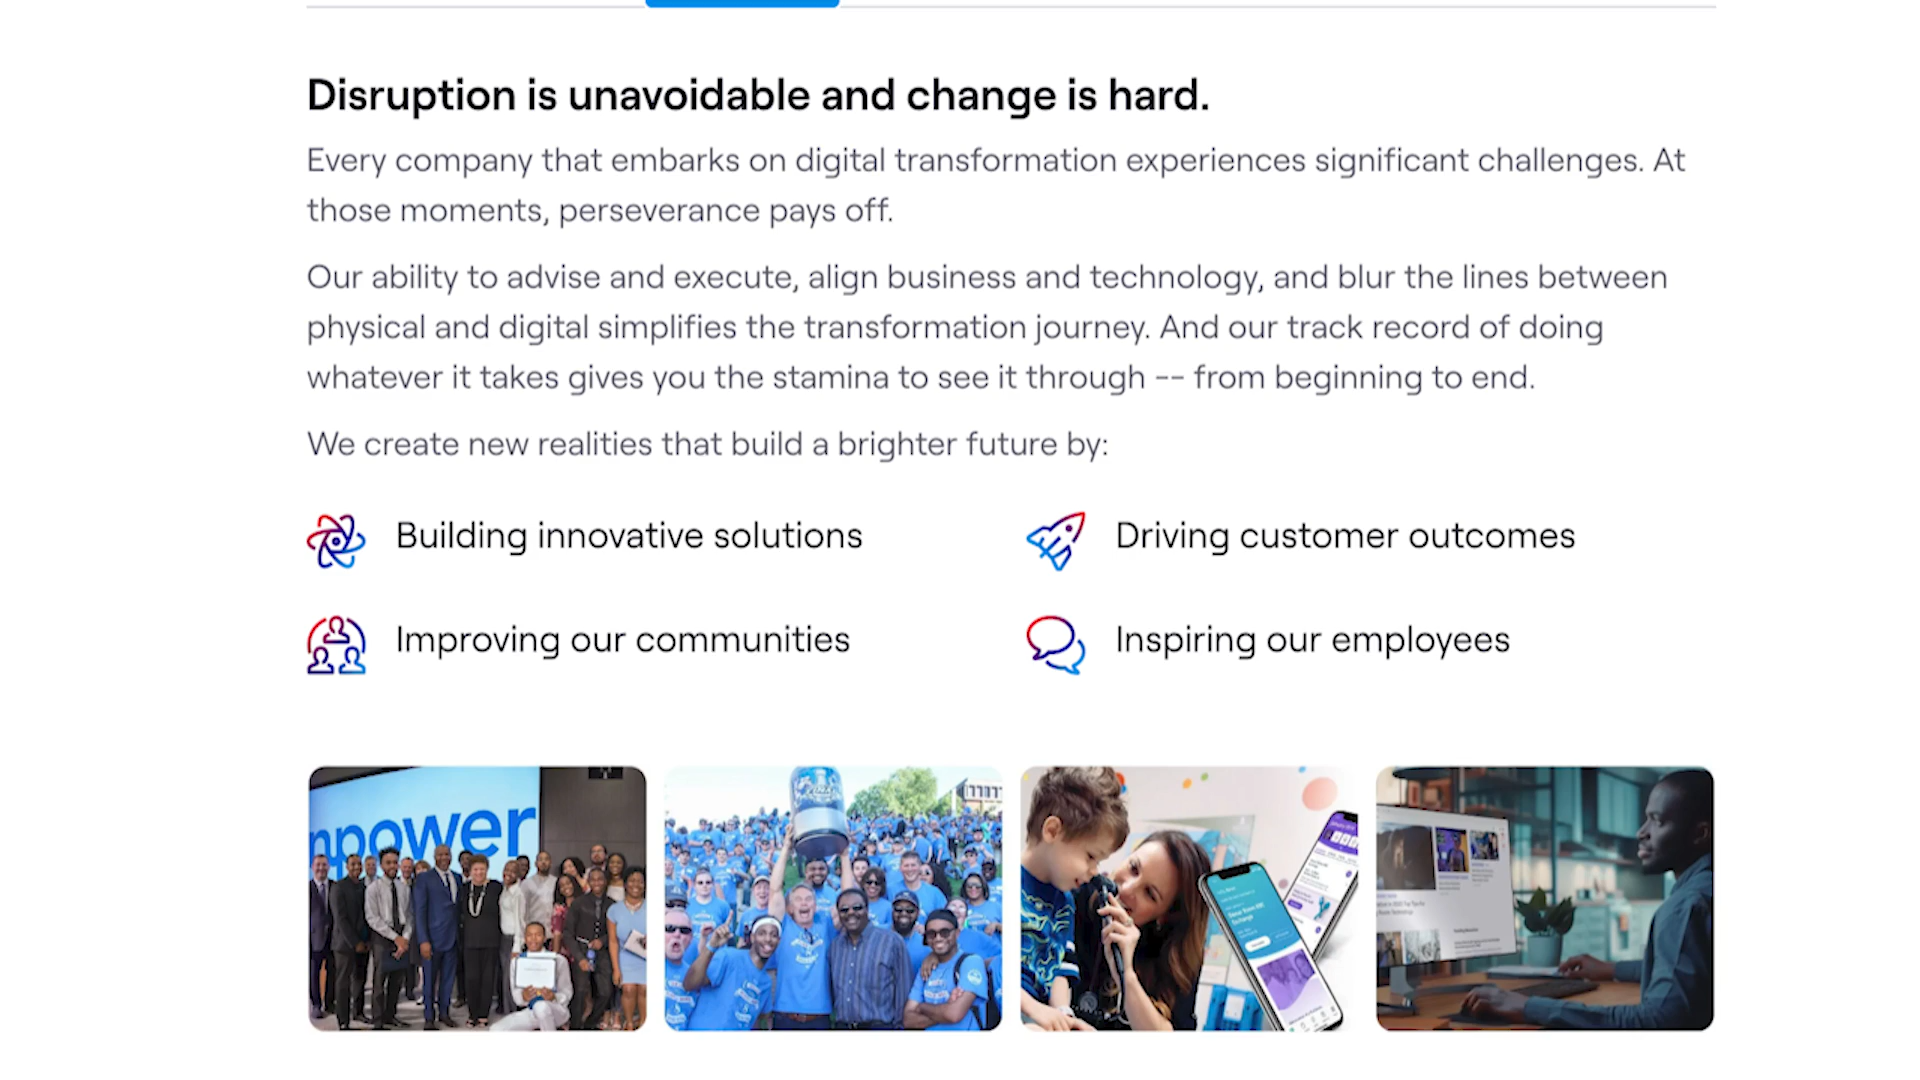 Disruption is unavoidable and change is hard.
Every company that embarks on digital transformation experiences significant challenges. At
those moments, perseverance pays off.
Our ability to advise and execute, align business and technology, and blur the lines between
physical and digital simplifies the transformation journey. And our track record of doing
whatever it takes gives you the stamina to see it through -- from beginning to end.
We create new realities that build a brighter future by:
Building innovative solutions
Driving customer outcomes
Improving our communities
Inspiring our employees
npower